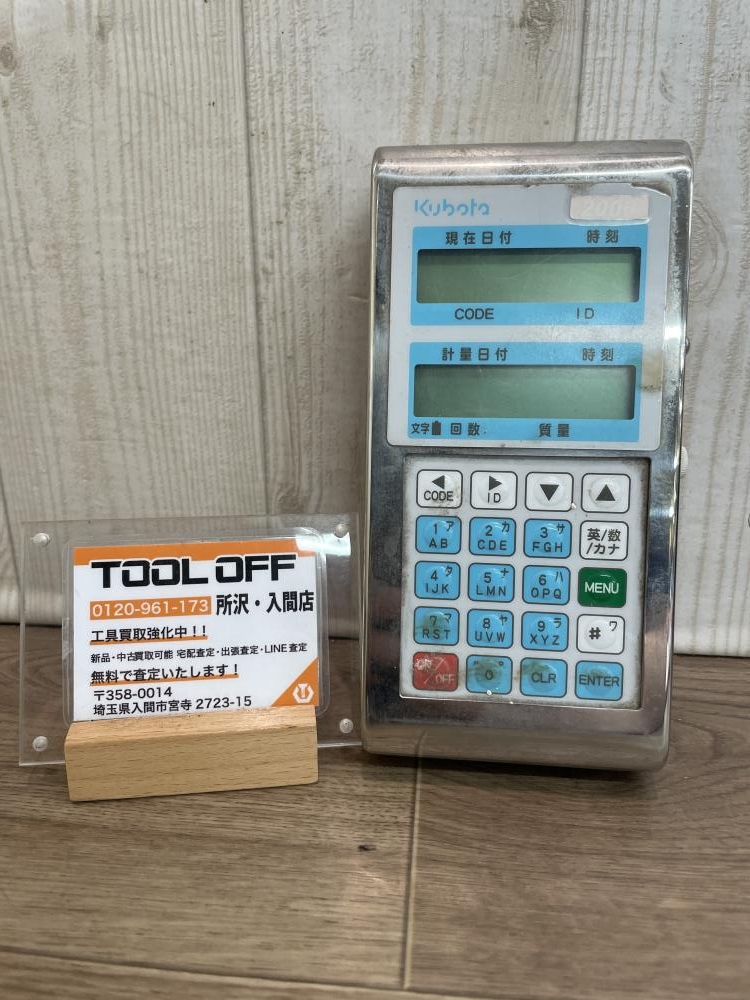 Kubota
現在日付 時刻
CODE ID
計量日付 時刻
文字 回数 質量
CODE ID
1 ア AB 2 カ CDE 3 サ FGH 英/数/カナ
4 タ IJK 5 ナ LMN 6 ハ OPQ MENU
7 マ RST 8 ヤ UVW 9 ラ XYZ # ワ
ON/OFF 0 CLR ENTER
TOOL OFF
0120-961-173 所沢・入間店
工具買取強化中!!
新品・中古買取可能 宅配査定・出張査定・LINE査定
無料で査定いたします!
〒358-0014
埼玉県入間市宮寺 2723-15